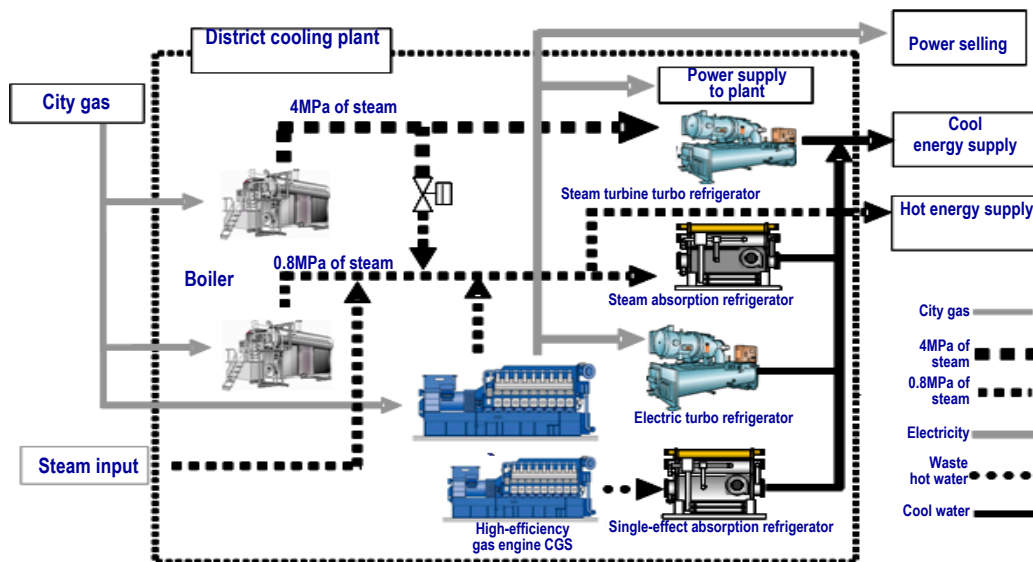 District cooling plant
Power selling
City gas
Power supply
to plant
4MPa of steam
Cool
energy supply
Steam turbine turbo refrigerator
Hot energy supply
0.8MPa of steam
Boiler
Steam absorption refrigerator
City gas
4MPa of
steam
0.8MPa of
steam
Electric turbo refrigerator
Electricity
Steam input
Waste
hot water
High-efficiency
gas engine CGS
Single-effect absorption refrigerator
Cool water